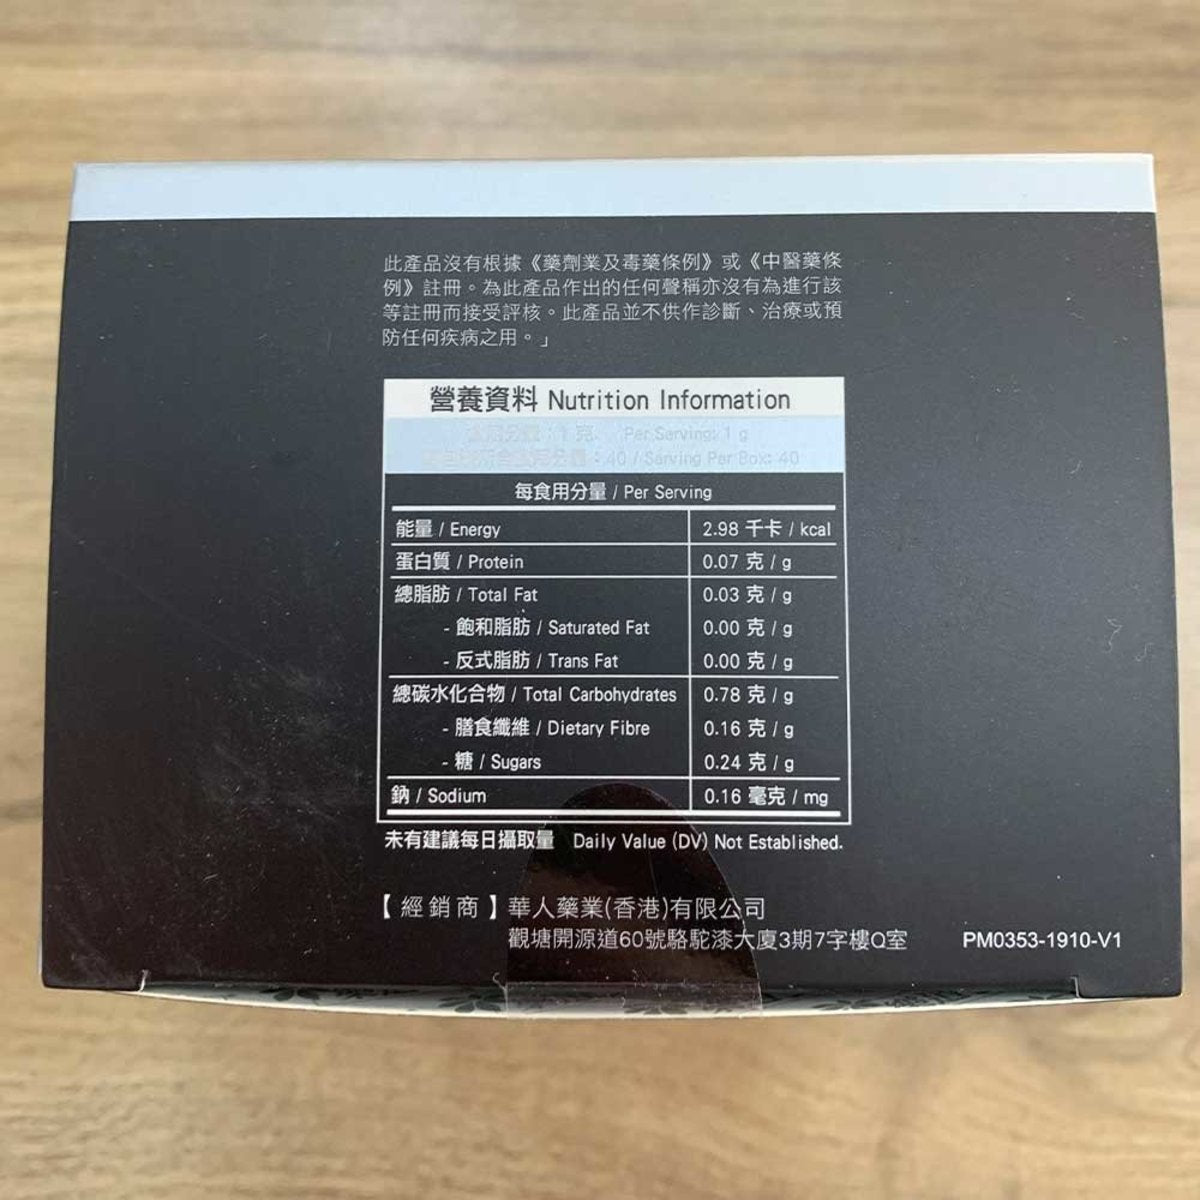 此產品沒有根據《藥劑業及毒藥條例》或《中醫藥條
例》註冊。為此產品作出的任何聲稱亦沒有為進行該
等註冊而接受評核。此產品並不供作診斷、治療或預
防任何疾病之用。」
營養資料 Nutrition Information
食用分量：1 克 Per Serving: 1 g
食用分量：40 / Serving Per Box: 40
每食用分量 / Per Serving
能量 / Energy 2.98 千卡 / kcal
蛋白質 / Protein 0.07 克 / g
總脂肪 / Total Fat 0.03 克 / g
- 飽和脂肪 / Saturated Fat 0.00 克 / g
- 反式脂肪 / Trans Fat 0.00 克 / g
總碳水化合物 / Total Carbohydrates 0.78 克 / g
- 膳食纖維 / Dietary Fibre 0.16 克 / g
- 糖 / Sugars 0.24 克 / g
鈉 / Sodium 0.16 毫克 / mg
未有建議每日攝取量 Daily Value (DV) Not Established.
【 經銷商 】華人藥業(香港)有限公司
觀塘開源道60號駱駝漆大廈3期7字樓Q室 PM0353-1910-V1